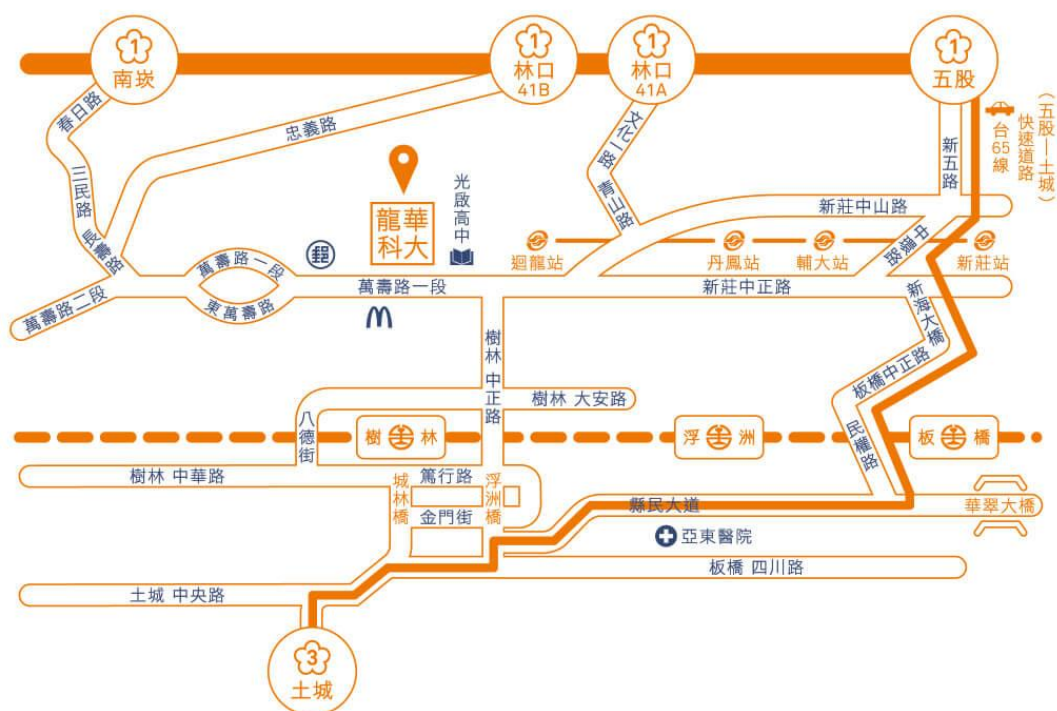 1
南崁
1
林口
41B
1
林口
41A
1
五股
台65線
快速道路
（五股—土城）
春日路
三民路
長壽路
忠義路
文化一路
青山路
新五路
新莊中山路
龍華科大
光啟高中
郵
迴龍站
丹鳳站
輔大站
新莊站
萬壽路二段
萬壽路一段
東萬壽路
萬壽路一段
新莊中正路
新海大橋
板橋中正路
民權路
樹林 中正路
樹林 大安路
八德街
樹 林
浮 洲
板 橋
樹林 中華路
篤行路
城林橋
浮洲橋
金門街
縣民大道
華翠大橋
亞東醫院
板橋 四川路
土城 中央路
3
土城